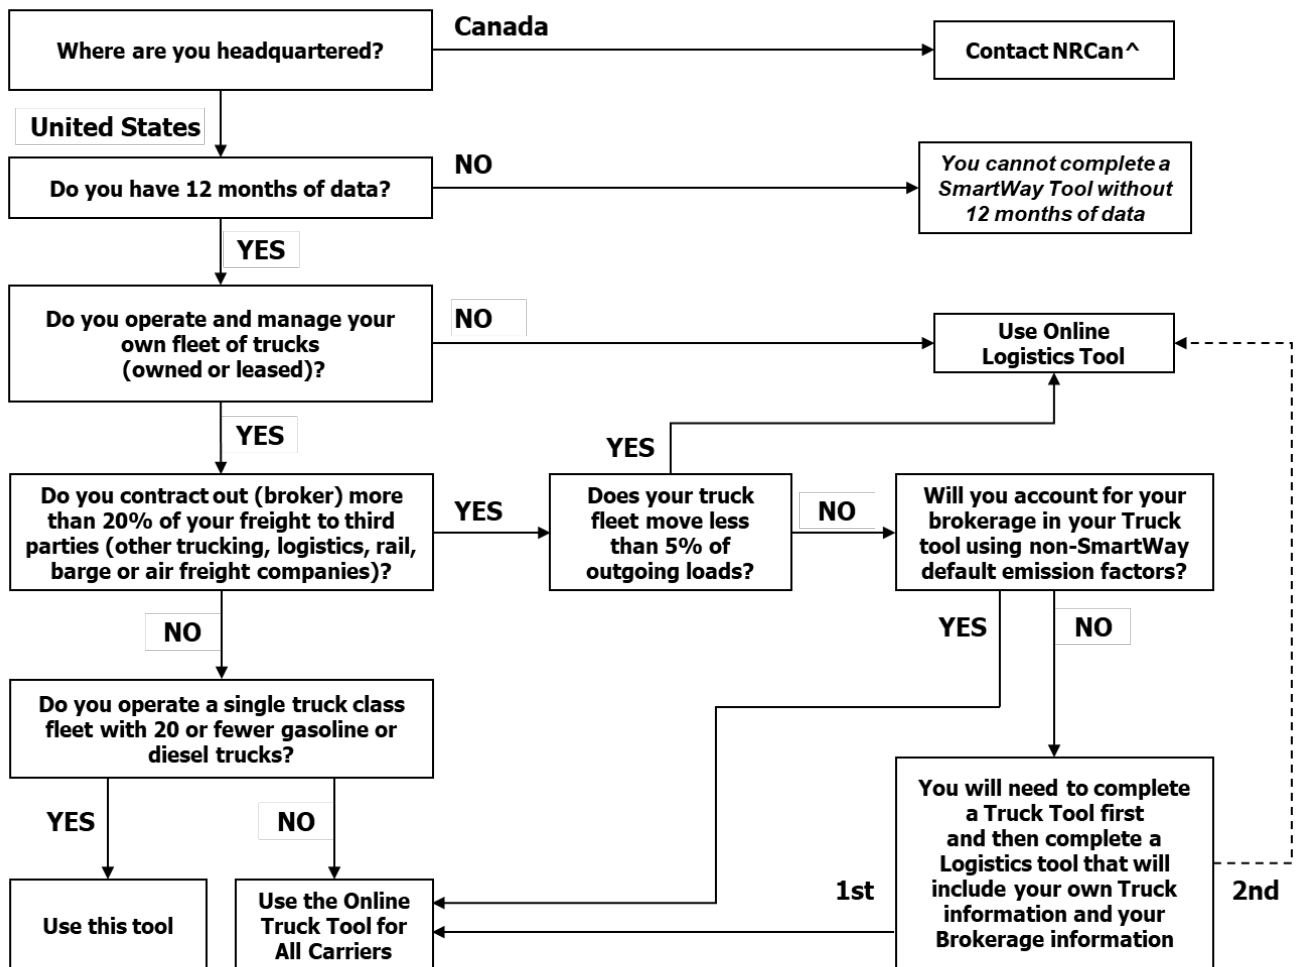 Canada
Where are you headquartered?
Contact NRCan^
United States
NO
Do you have 12 months of data?
You cannot complete a
SmartWay Tool without
12 months of data
YES
Do you operate and manage your
own fleet of trucks
(owned or leased)?
NO
Use Online
Logistics Tool
YES
YES
Do you contract out (broker) more
than 20% of your freight to third
parties (other trucking, logistics, rail,
barge or air freight companies)?
YES
Does your truck
fleet move less
than 5% of
outgoing loads?
NO
Will you account for your
brokerage in your Truck
tool using non-SmartWay
default emission factors?
NO
YES
NO
Do you operate a single truck class
fleet with 20 or fewer gasoline or
diesel trucks?
YES
NO
You will need to complete
a Truck Tool first
and then complete a
Logistics tool that will
include your own Truck
information and your
Brokerage information
1st
2nd
Use this tool
Use the Online
Truck Tool for
All Carriers